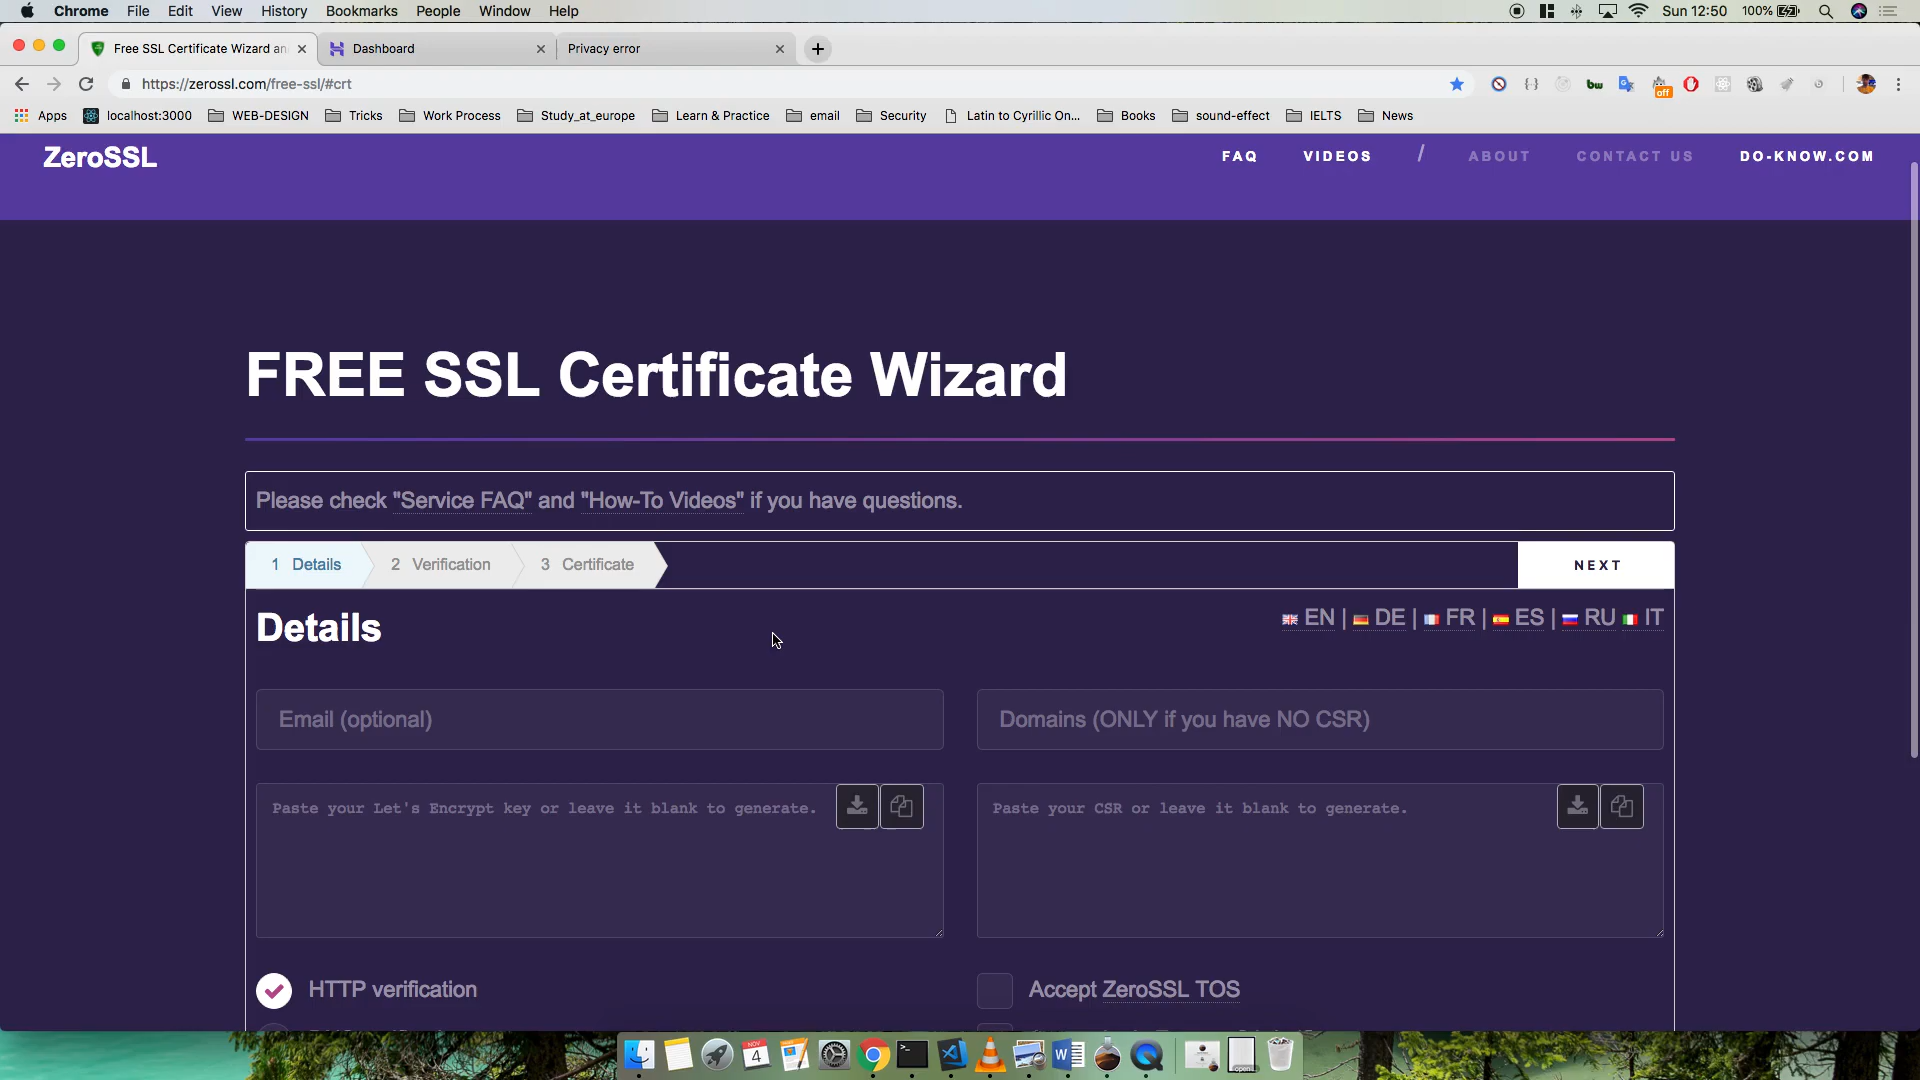 Chrome File Edit View History Bookmarks People Window Help
Sun 12:50 100%
Free SSL Certificate Wizard an
Dashboard
Privacy error
https://zerossl.com/free-ssl/#crt
bw
off
Apps localhost:3000 WEB-DESIGN Tricks Work Process Study_at_europe Learn & Practice email Security Latin to Cyrillic On... Books sound-effect IELTS News
ZeroSSL
FAQ VIDEOS / ABOUT CONTACT US DO-KNOW.COM
FREE SSL Certificate Wizard
Please check "Service FAQ" and "How-To Videos" if you have questions.
1 Details 2 Verification 3 Certificate
NEXT
Details
EN | DE | FR | ES | RU IT
Email (optional)
Domains (ONLY if you have NO CSR)
Paste your Let's Encrypt key or leave it blank to generate.
Paste your CSR or leave it blank to generate.
HTTP verification
Accept ZeroSSL TOS
NOV
4